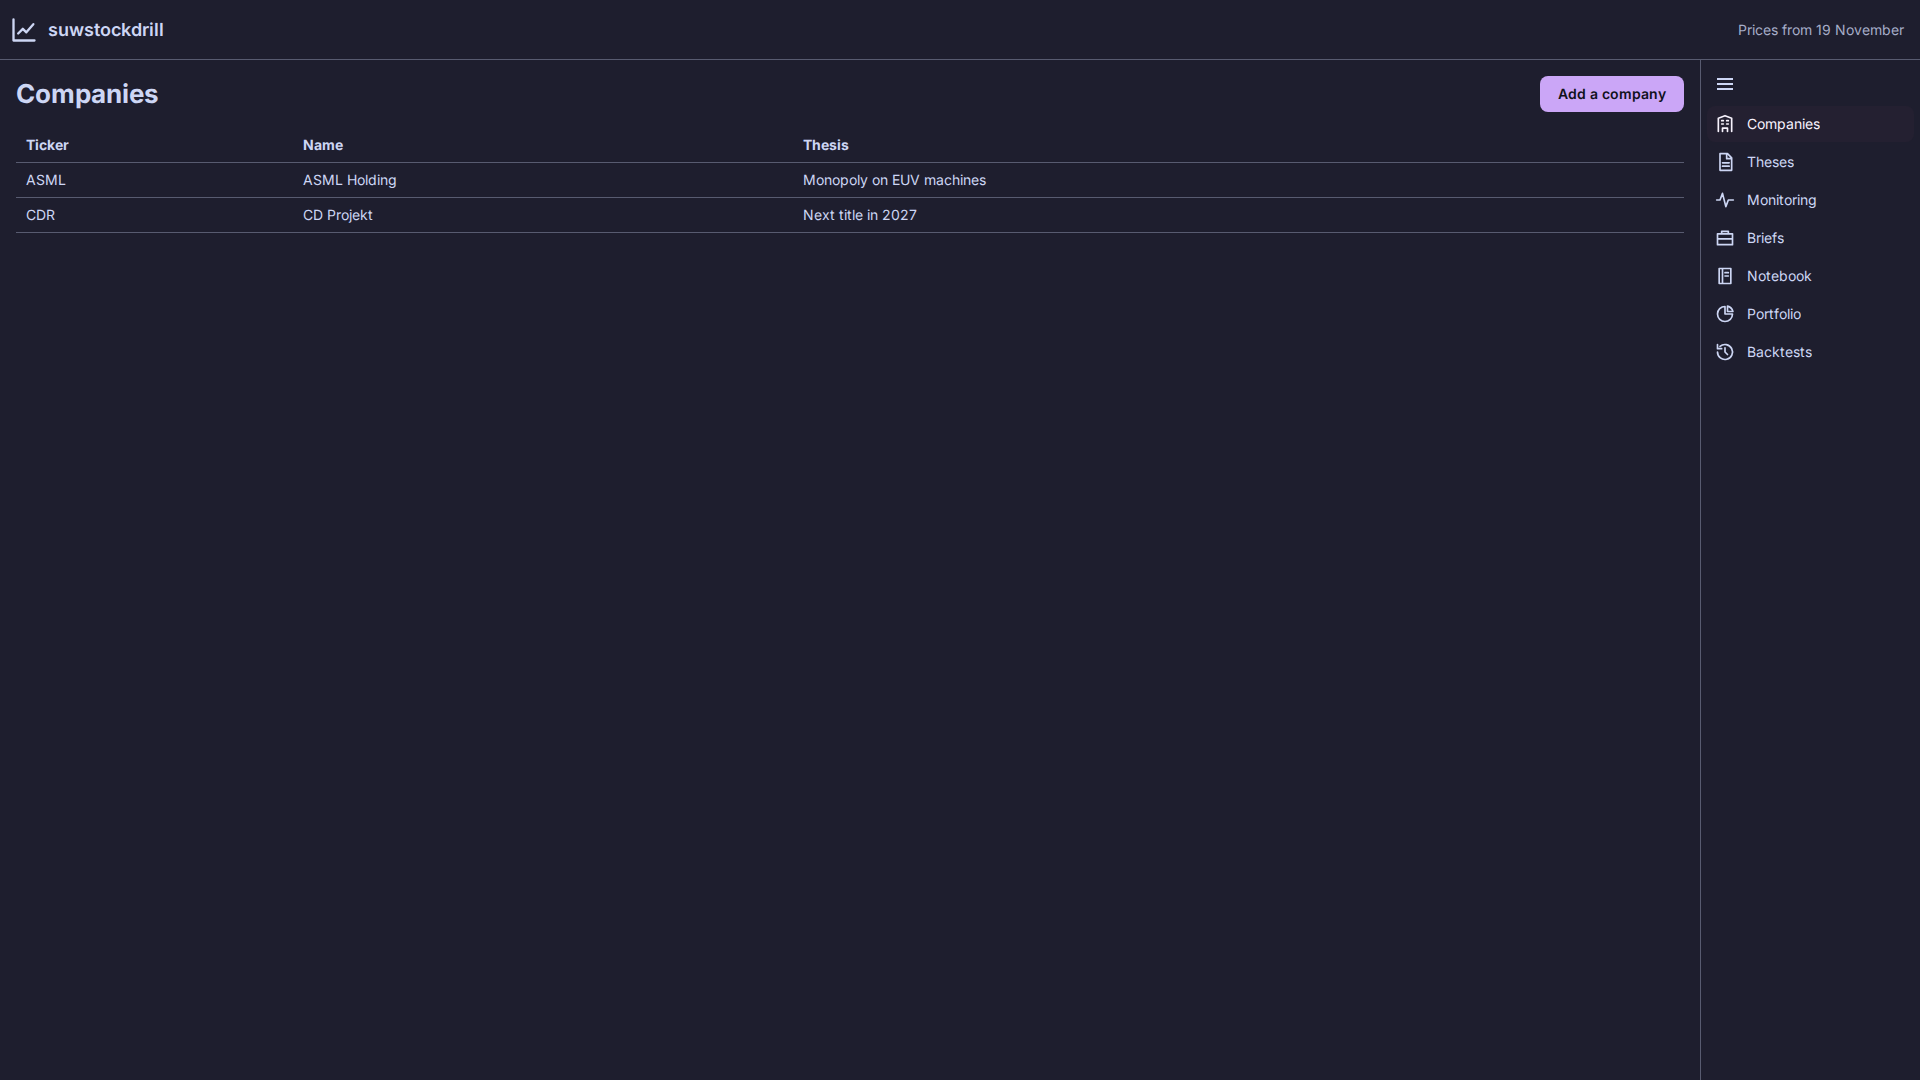 suwstockdrill
Prices from 19 November
Companies
Add a company
Ticker Name Thesis
ASML ASML Holding Monopoly on EUV machines
CDR CD Projekt Next title in 2027
Companies
Theses
Monitoring
Briefs
Notebook
Portfolio
Backtests